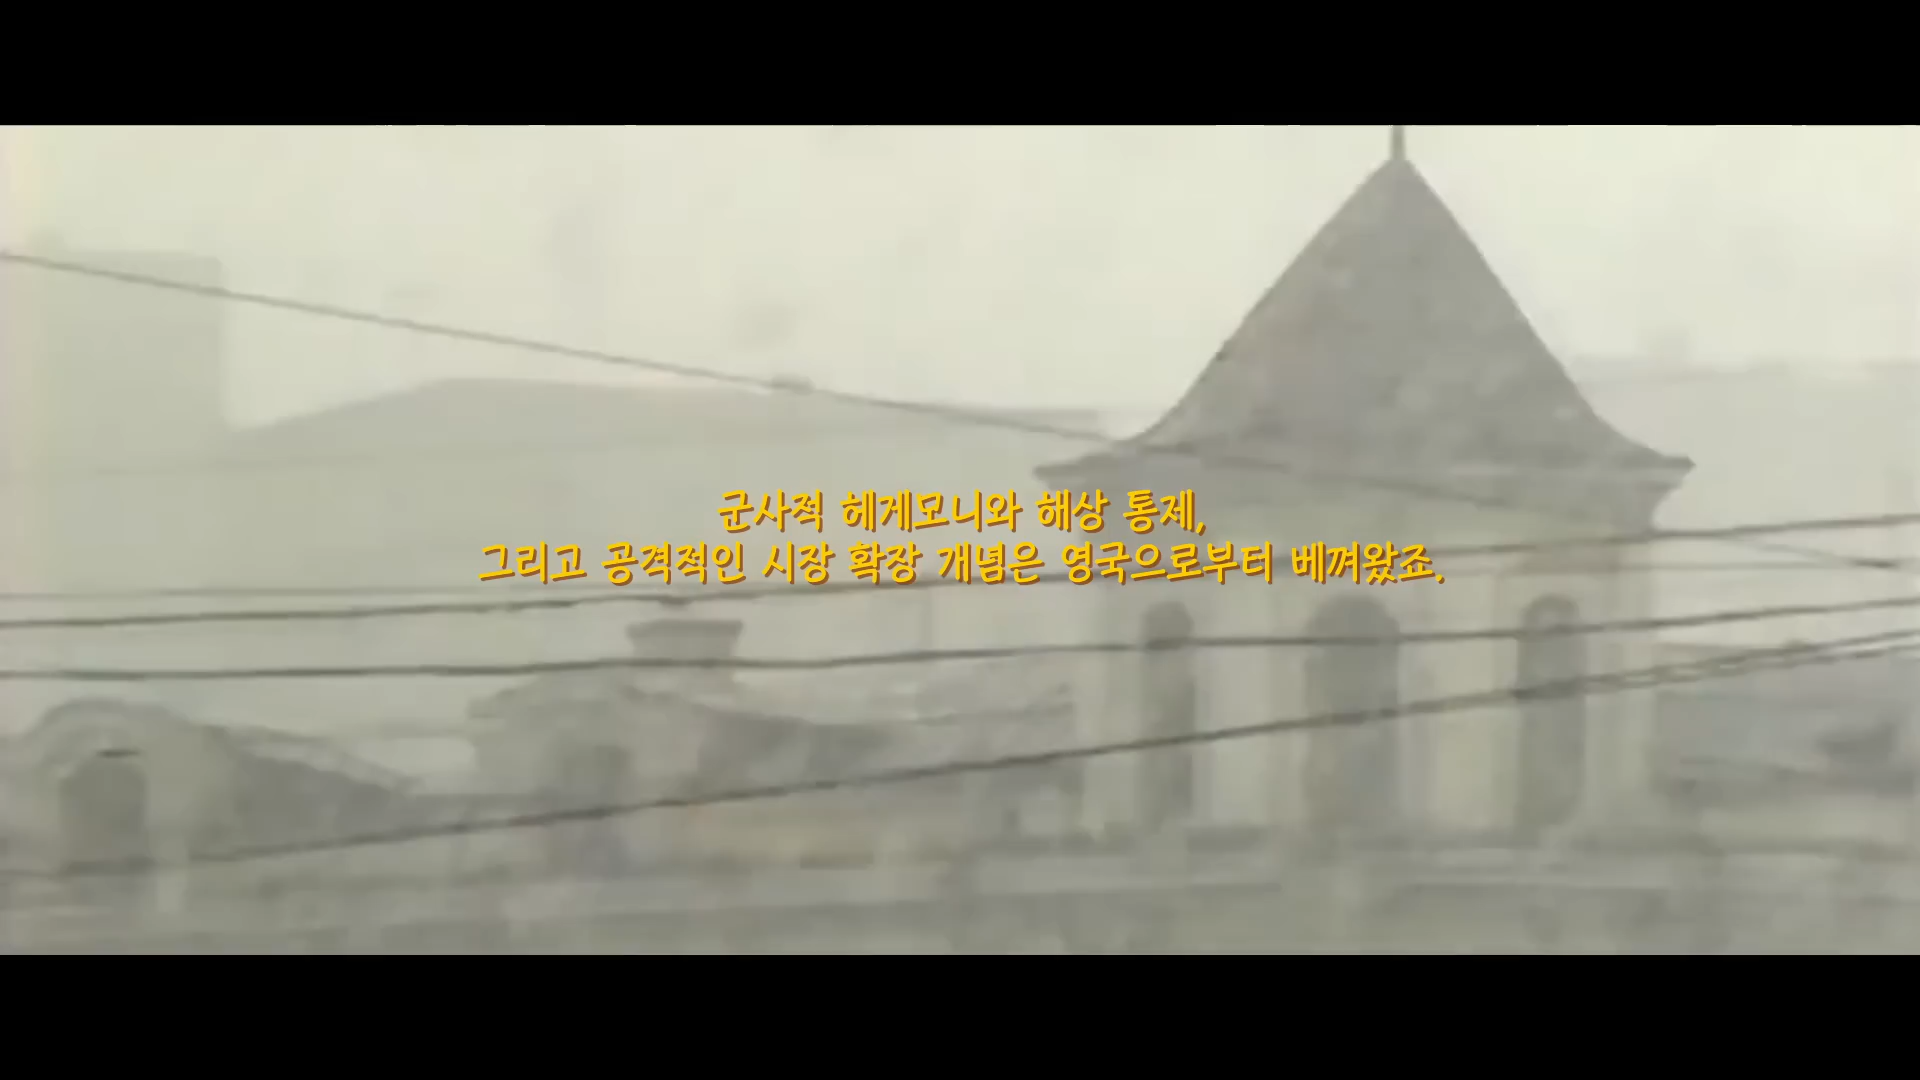 군사적 헤게모니와 해상 통제,
그리고 공격적인 시장 확장 개념은 영국으로부터 베껴왔죠.